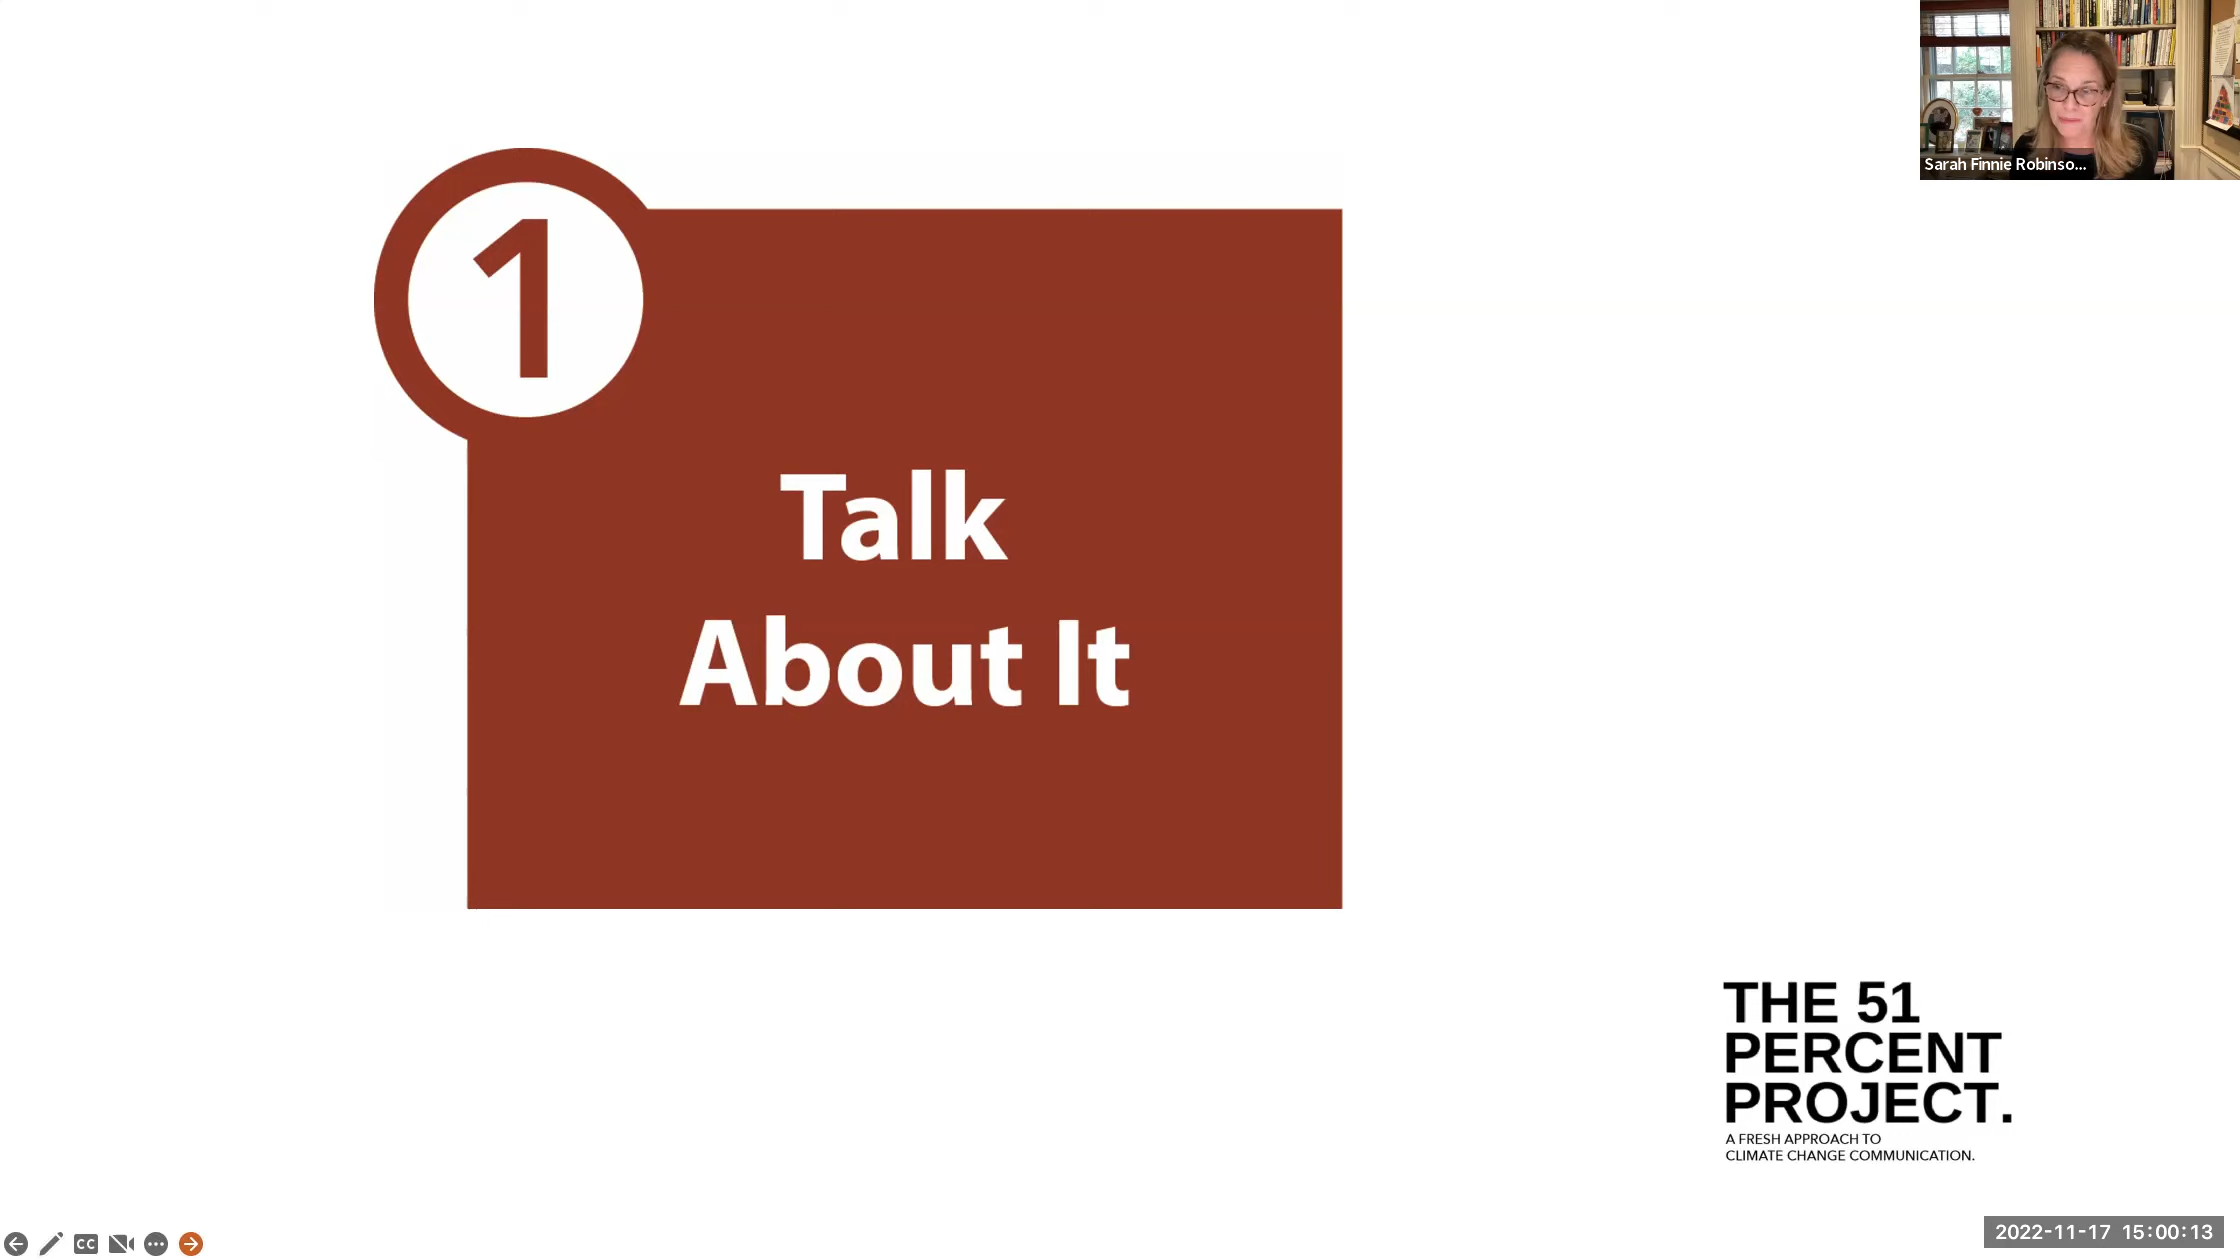 Sarah Finnie Robinso...
1
Talk
About It
THE 51
PERCENT
PROJECT.
A FRESH APPROACH TO
CLIMATE CHANGE COMMUNICATION.
CC
2022-11-17 15:00:13